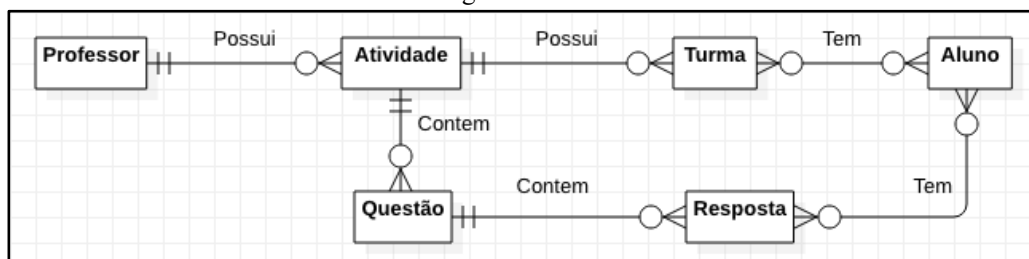 Possui
Possui
Tem
Professor
Atividade
Turma
Aluno
Contem
Contem
Tem
Questão
Resposta